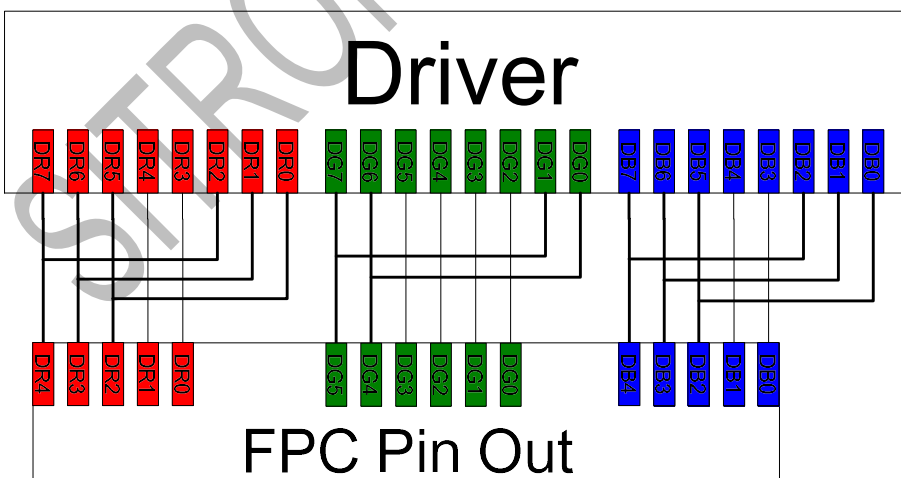 Driver
DR7 DR6 DR5 DR4 DR3 DR2 DR1 DR0 DG7 DG6 DG5 DG4 DG3 DG2 DG1 DG0 DB7 DB6 DB5 DB4 DB3 DB2 DB1 DB0
DR4 DR3 DR2 DR1 DR0 DG5 DG4 DG3 DG2 DG1 DG0 DB4 DB3 DB2 DB1 DB0
FPC Pin Out
SITRON